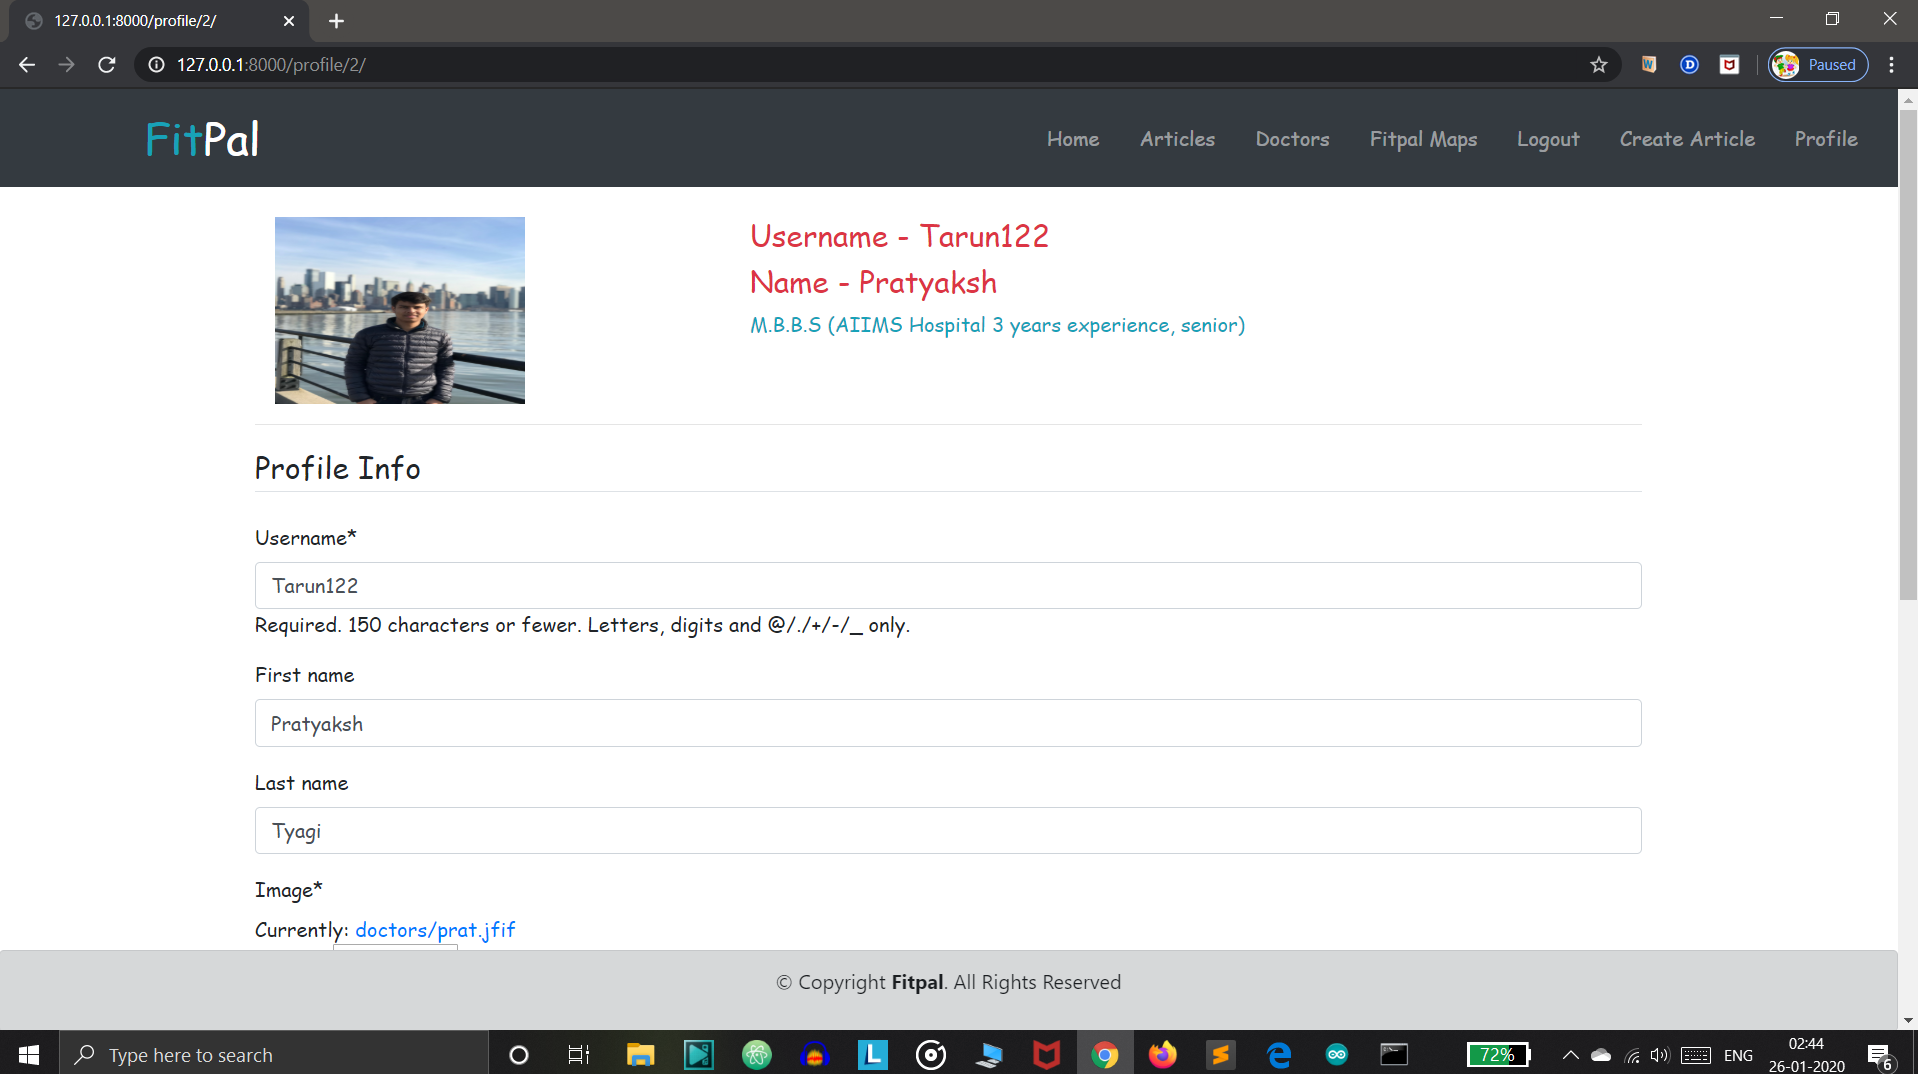 127.0.0.1:8000/profile/2/
127.0.0.1:8000/profile/2/
Paused
FitPal
Home Articles Doctors Fitpal Maps Logout Create Article Profile
Username - Tarun122
Name - Pratyaksh
M.B.B.S (AIIMS Hospital 3 years experience, senior)
Profile Info
Username*
Tarun122
Required. 150 characters or fewer. Letters, digits and @/./+/-/_ only.
First name
Pratyaksh
Last name
Tyagi
Image*
Currently: doctors/prat.jfif
© Copyright Fitpal. All Rights Reserved
Type here to search
72%
ENG
02:44
26-01-2020
6